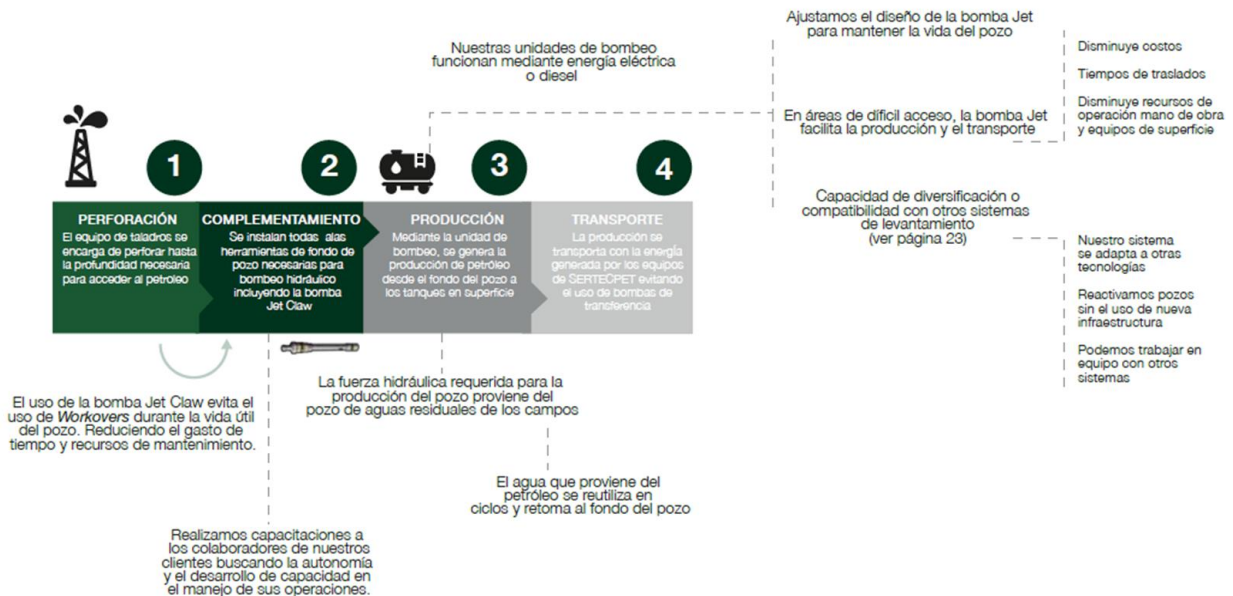 Nuestras unidades de bombeo
funcionan mediante energía eléctrica
o diesel
Ajustamos el diseño de la bomba Jet
para mantener la vida del pozo
En áreas de difícil acceso, la bomba Jet
facilita la producción y el transporte
Disminuye costos
Tiempos de traslados
Disminuye recursos de
operación mano de obra
y equipos de superficie
Capacidad de diversificación o
compatibilidad con otros sistemas
de levantamiento
(ver página 23)
Nuestro sistema
se adapta a otras
tecnologías
Reactivamos pozos
sin el uso de nueva
infraestructura
Podemos trabajar en
equipo con otros
sistemas
1
PERFORACIÓN
El equipo de taladros se
encarga de perforar hasta
la profundidad necesaria
para acceder al petróleo
2
COMPLEMENTAMIENTO
Se instalan todas alas
herramientas de fondo de
pozo necesarias para
bombeo hidráulico
incluyendo la bomba
Jet Claw
3
PRODUCCIÓN
Mediante la unidad de
bombeo, se genera la
producción de petróleo
desde el fondo del pozo a
los tanques en superficie
4
TRANSPORTE
La producción se
transporta con la energía
generada por los equipos
de SERTECPET evitando
el uso de bombas de
transferencia
El uso de la bomba Jet Claw evita el
uso de Workovers durante la vida útil
del pozo. Reduciendo el gasto de
tiempo y recursos de mantenimiento.
La fuerza hidráulica requerida para la
producción del pozo proviene del
pozo de aguas residuales de los campos
El agua que proviene del
petróleo se reutiliza en
ciclos y retoma al fondo del pozo
Realizamos capacitaciones a
los colaboradores de nuestros
clientes buscando la autonomía
y el desarrollo de capacidad en
el manejo de sus operaciones.